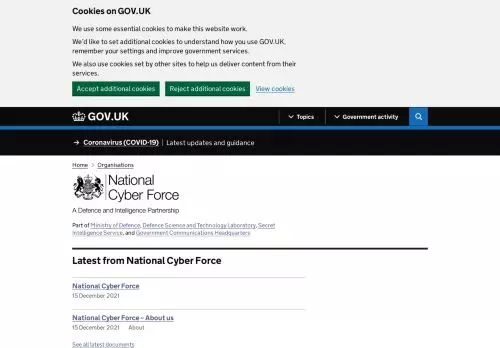 Cookies on GOV.UK
We use some essential cookies to make this website work.
We'd like to set additional cookies to understand how you use GOV.UK,
remember your settings and improve government services.
We also use cookies set by other sites to help us deliver content from their
services.
Accept additional cookies Reject additional cookies View cookies
GOV.UK Topics Government activity
→ Coronavirus (COVID-19) Latest updates and guidance
Home > Organisations
National
Cyber Force
A Defence and Intelligence Partnership
Part of Ministry of Defence, Defence Science and Technology Laboratory, Secret
Intelligence Service, and Government Communications Headquarters
Latest from National Cyber Force
National Cyber Force
15 December 2021
National Cyber Force – About us
15 December 2021 About
See all latest documents